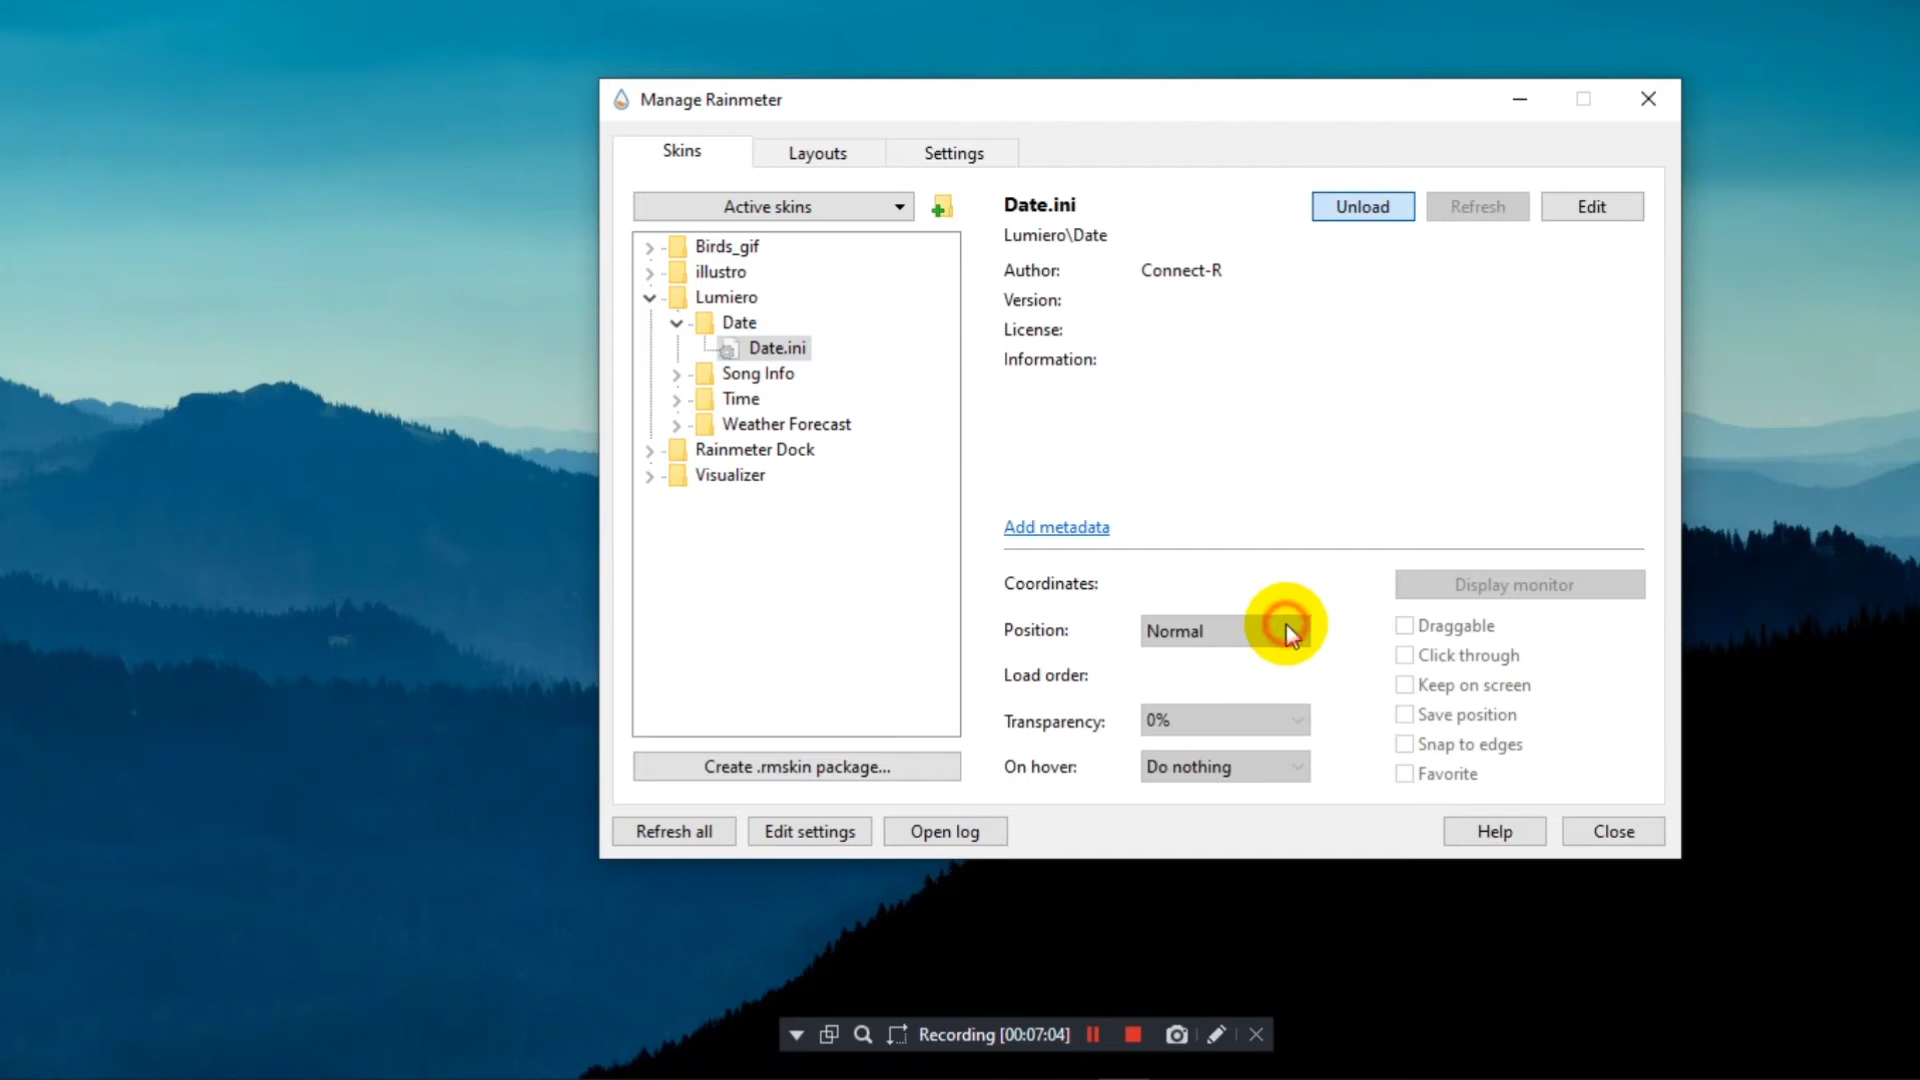 Manage Rainmeter
Skins
Layouts
Settings
Active skins
Birds_gif
illustro
Lumiero
Date
Date.ini
Song Info
Time
Weather Forecast
Rainmeter Dock
Visualizer
Create .rmskin package...
Date.ini
Unload
Refresh
Edit
Lumiero\Date
Author: Connect-R
Version:
License:
Information:
Add metadata
Coordinates:
Display monitor
Position: Normal
Load order:
Transparency: 0%
On hover: Do nothing
Draggable
Click through
Keep on screen
Save position
Snap to edges
Favorite
Refresh all
Edit settings
Open log
Help
Close
Recording [00:07:04]